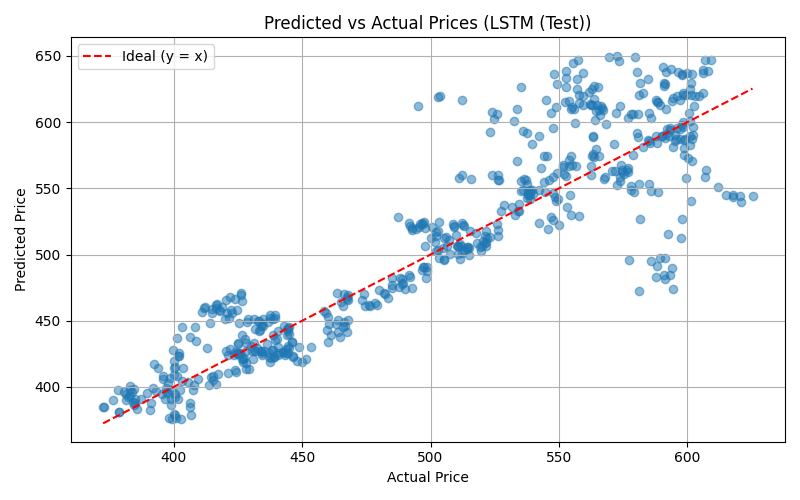 Predicted vs Actual Prices (LSTM (Test))
Ideal (y = x)
650
600
550
500
450
400
Predicted Price
400 450 500 550 600
Actual Price